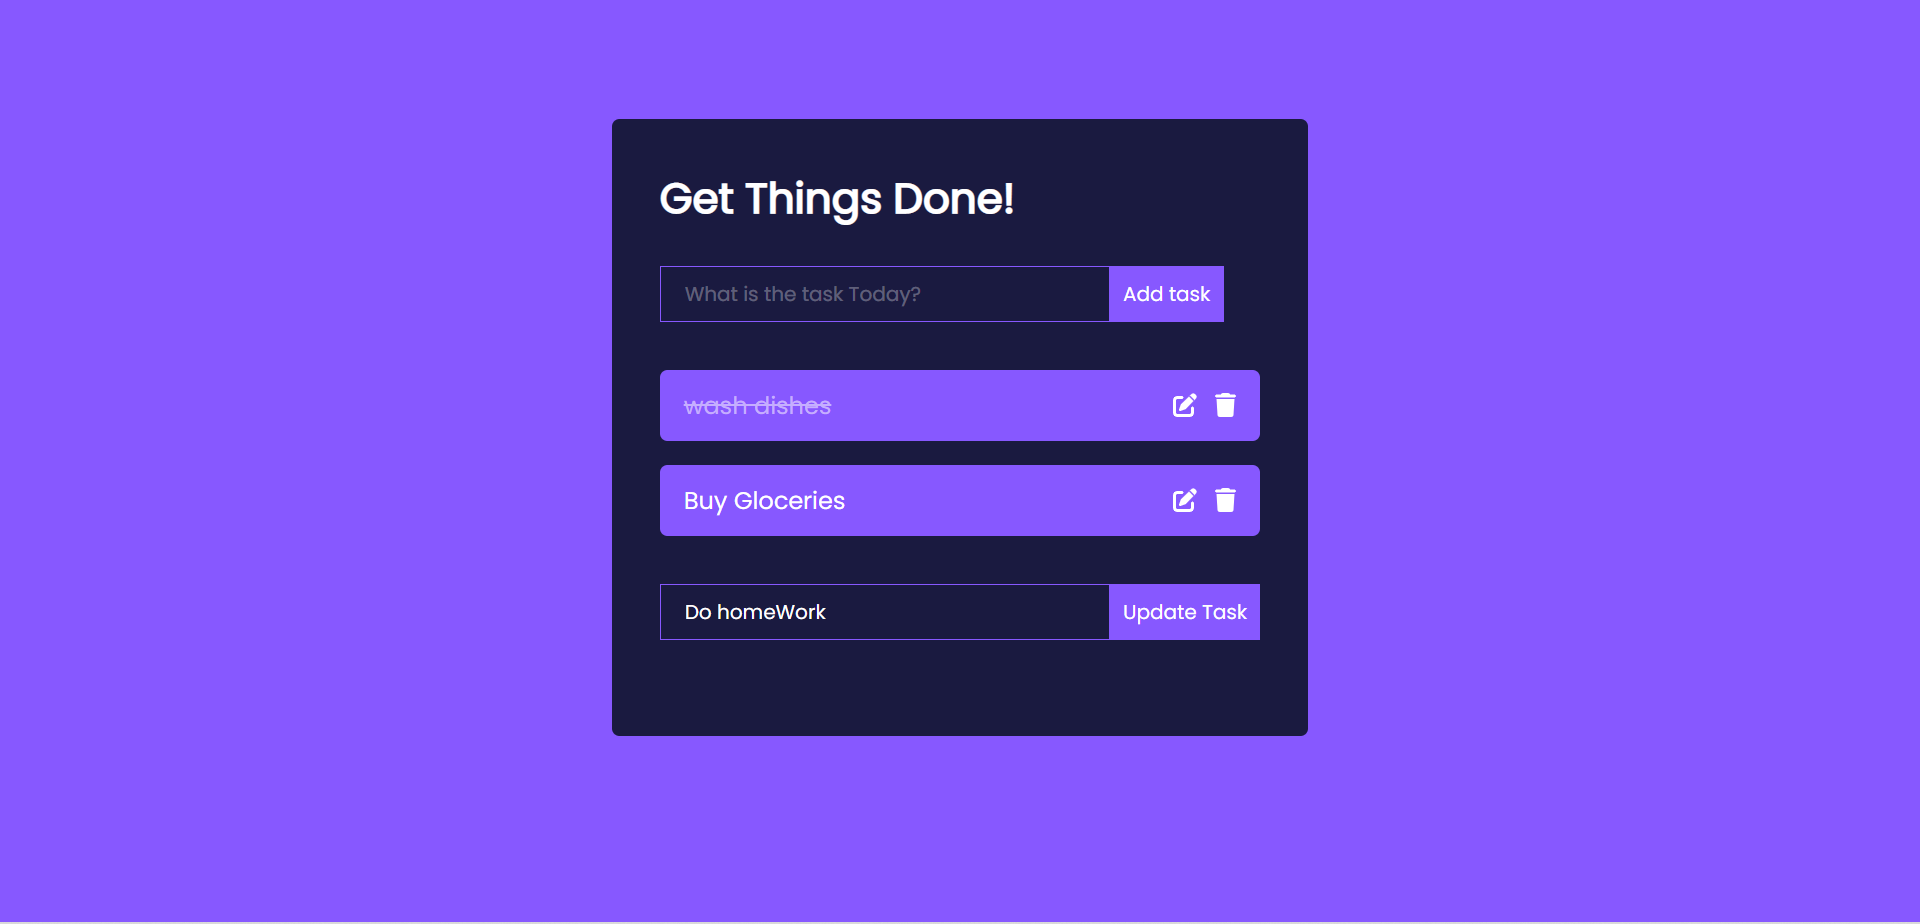 Get Things Done!
What is the task Today?
Add task
wash dishes
Buy Gloceries
Do homeWork
Update Task